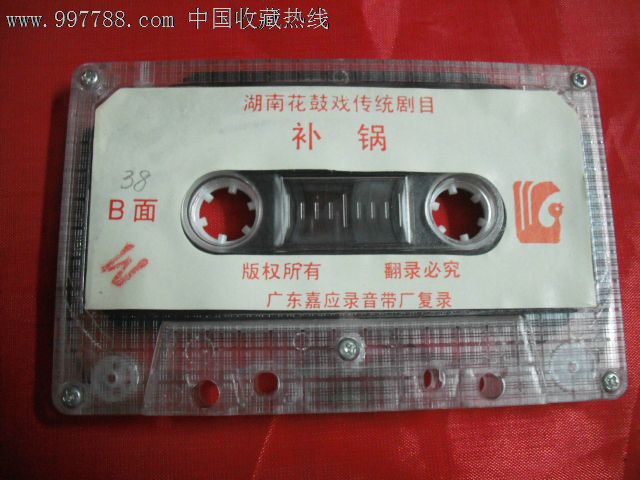 www.997788.com 中国收藏热线
湖南花鼓戏传统剧目
补锅
38
B面
版权所有 翻录必究
广东嘉应录音带厂复录